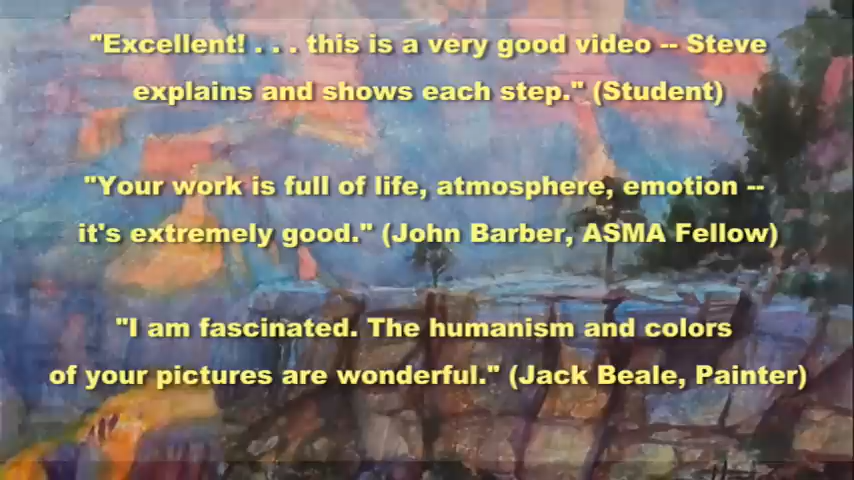 "Excellent! . . . this is a very good video -- Steve
explains and shows each step." (Student)
"Your work is full of life, atmosphere, emotion --
it's extremely good." (John Barber, ASMA Fellow)
"I am fascinated. The humanism and colors
of your pictures are wonderful." (Jack Beale, Painter)